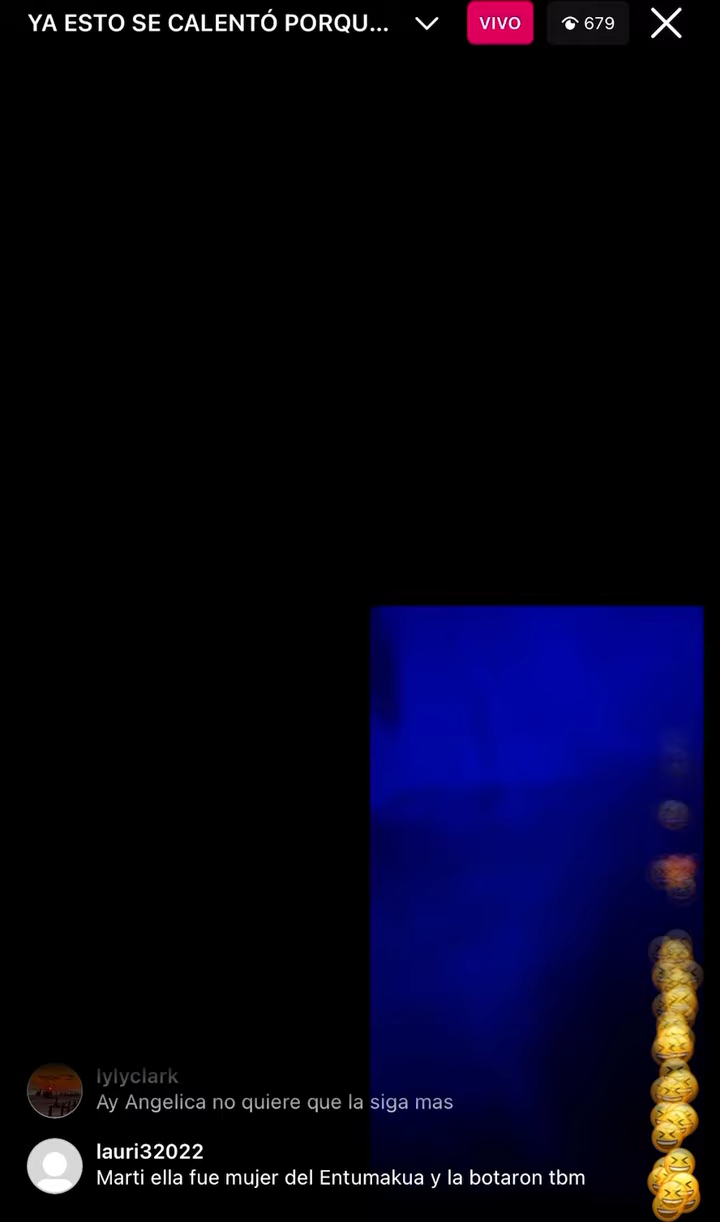 YA ESTO SE CALENTÓ PORQU...
VIVO
679
lylyclark
Ay Angelica no quiere que la siga mas
lauri32022
Marti ella fue mujer del Entumakua y la botaron tbm